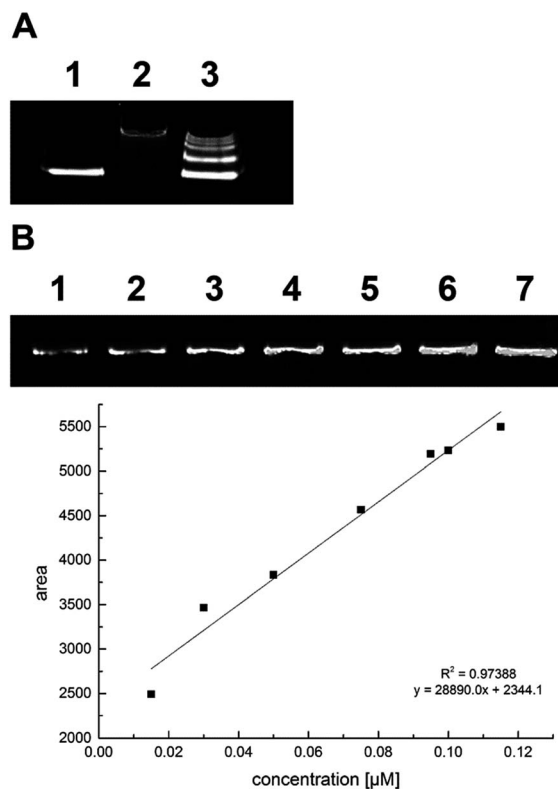 A
1 2 3
B
1 2 3 4 5 6 7
5500
5000
4500
4000
3500
3000
2500
2000
area
R² = 0.97388
y = 28890.0x + 2344.1
0.00 0.02 0.04 0.06 0.08 0.10 0.12
concentration [µM]